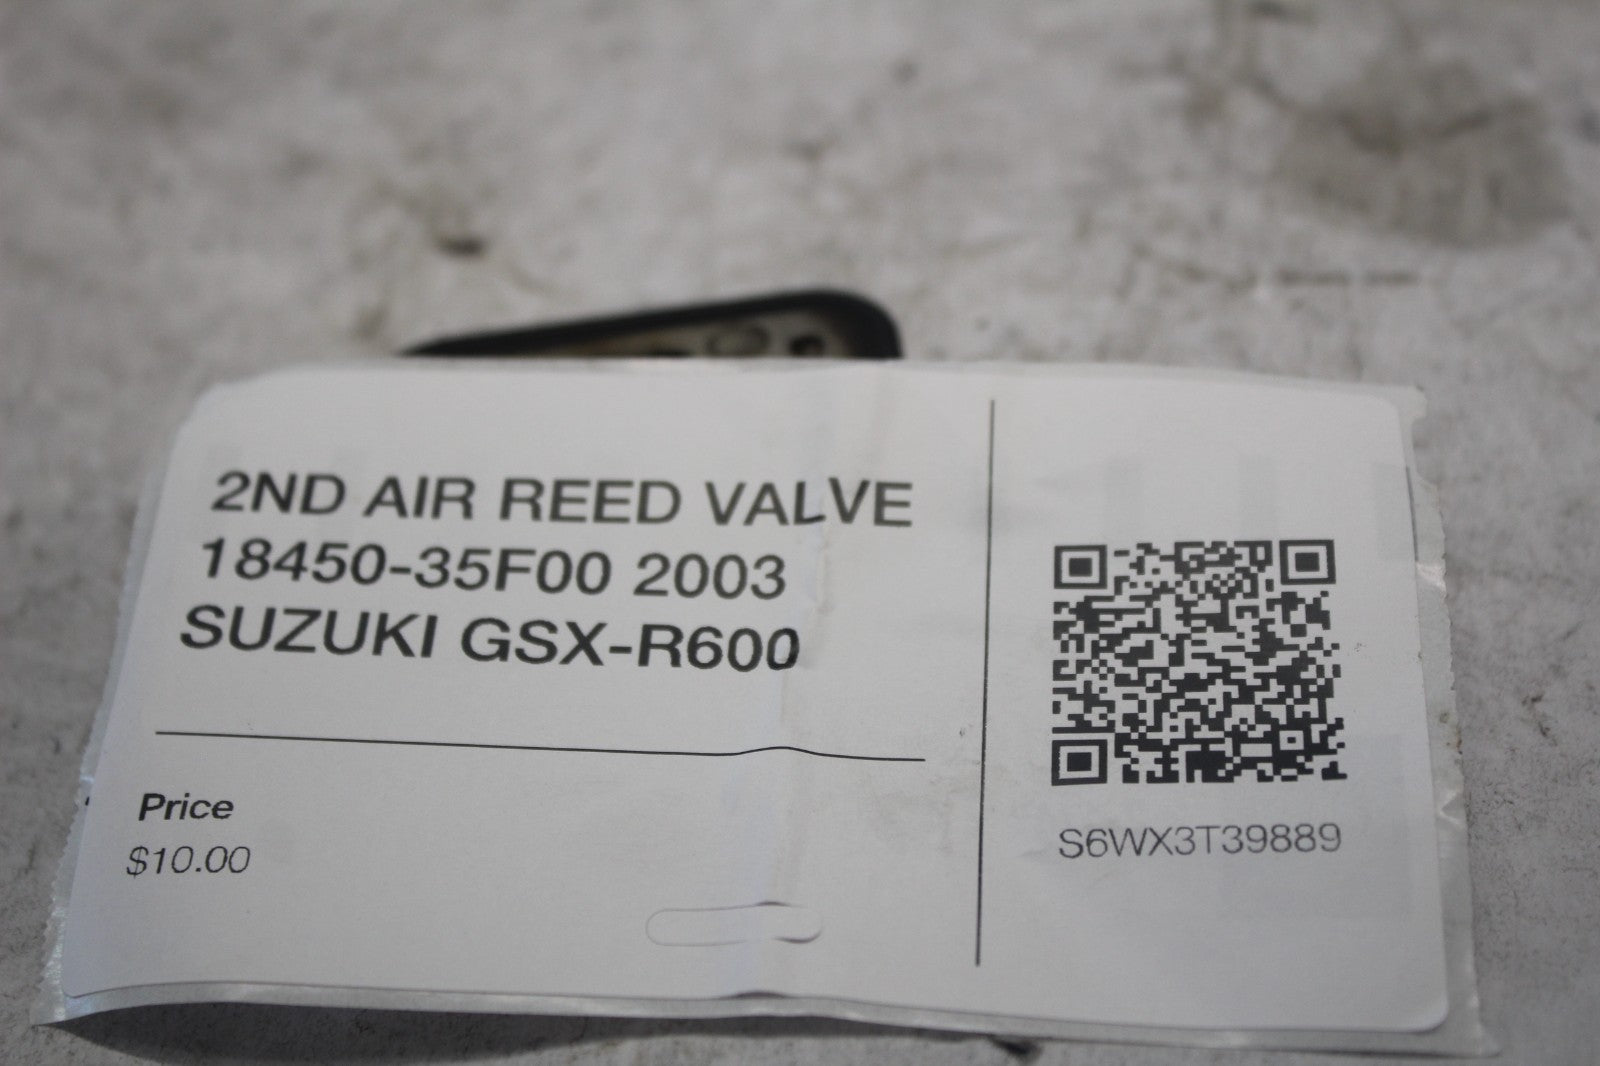 2ND AIR REED VALVE
18450-35F00 2003
SUZUKI GSX-R600
Price
$10.00
S6WX3T39889